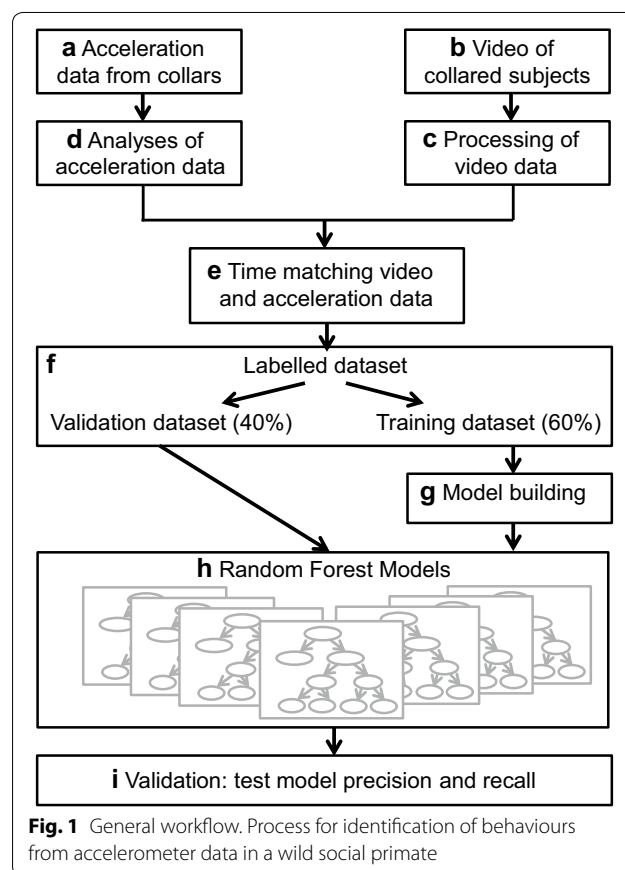 a Acceleration
data from collars
b Video of
collared subjects
d Analyses of
acceleration data
c Processing of
video data
e Time matching video
and acceleration data
f Labelled dataset
Validation dataset (40%) Training dataset (60%)
g Model building
h Random Forest Models
i Validation: test model precision and recall
Fig. 1 General workflow. Process for identification of behaviours
from accelerometer data in a wild social primate